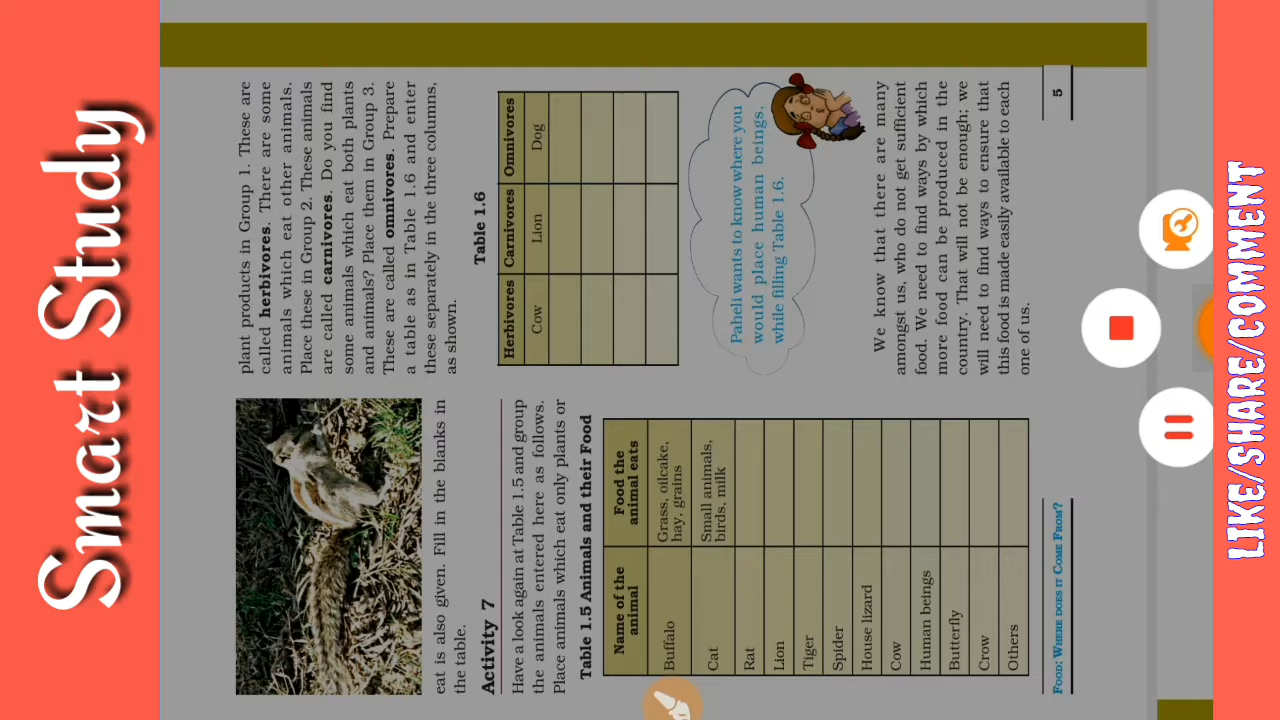 Smart Study
eat is also given. Fill in the blanks in
the table.
Activity 7
Have a look again at Table 1.5 and group
the animals entered here as follows.
Place animals which eat only plants or
Table 1.5 Animals and their Food
Name of the animal Food the animal eats
Buffalo Grass, oilcake,
hay, grains
Cat Small animals,
birds, milk
Rat
Lion
Tiger
Spider
House lizard
Cow
Human beings
Butterfly
Crow
Others
plant products in Group 1. These are
called herbivores. There are some
animals which eat other animals.
Place these in Group 2. These animals
are called carnivores. Do you find
some animals which eat both plants
and animals? Place them in Group 3.
These are called omnivores. Prepare
a table as in Table 1.6 and enter
these separately in the three columns,
as shown.
Table 1.6
Herbivores Carnivores Omnivores
Cow Lion Dog
Paheli wants to know where you
would place human beings,
while filling Table 1.6.
We know that there are many
amongst us, who do not get sufficient
food. We need to find ways by which
more food can be produced in the
country. That will not be enough; we
will need to find ways to ensure that
this food is made easily available to each
one of us.
FOOD: WHERE DOES IT COME FROM?
5
LIKE/SHARE/COMMENT